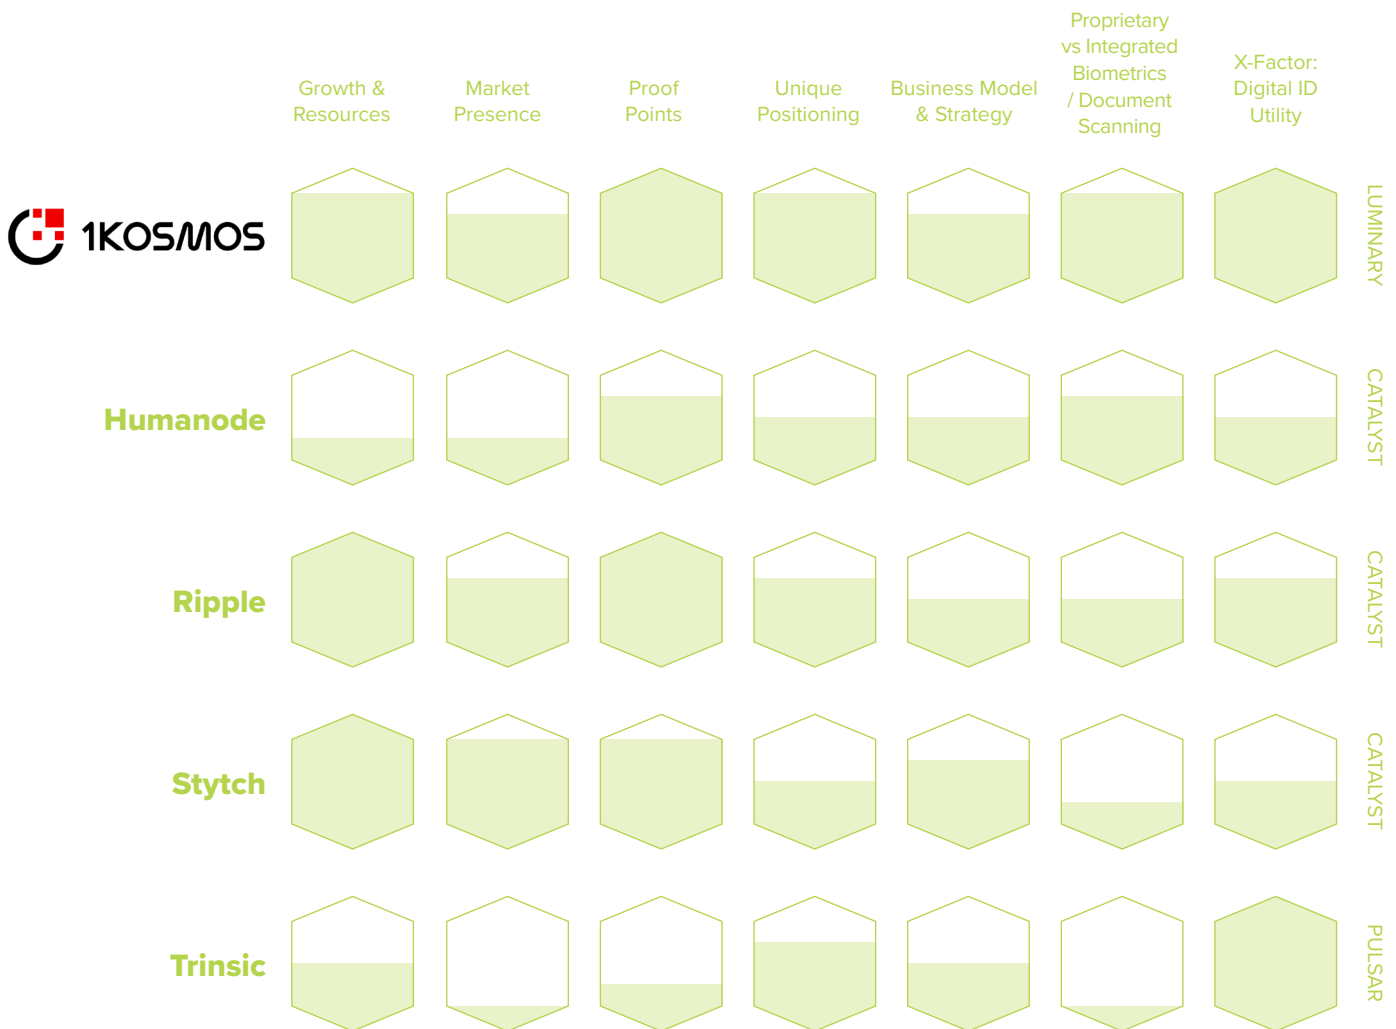 Growth &
Resources
Market
Presence
Proof
Points
Unique
Positioning
Business Model
& Strategy
Proprietary
vs Integrated
Biometrics
/ Document
Scanning
X-Factor:
Digital ID
Utility
1KOSMOS
LUMINARY
Humanode
CATALYST
Ripple
CATALYST
Stytch
CATALYST
Trinsic
PULSAR